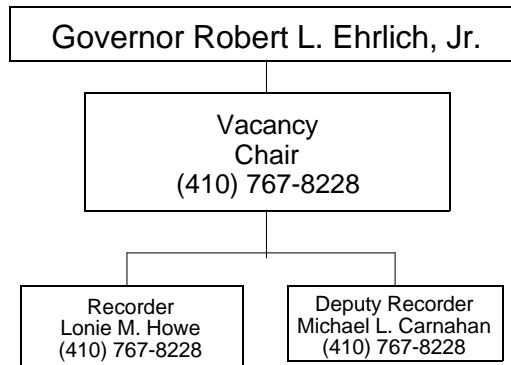 Governor Robert L. Ehrlich, Jr.
Vacancy
Chair
(410) 767-8228
Recorder
Lonie M. Howe
(410) 767-8228
Deputy Recorder
Michael L. Carnahan
(410) 767-8228